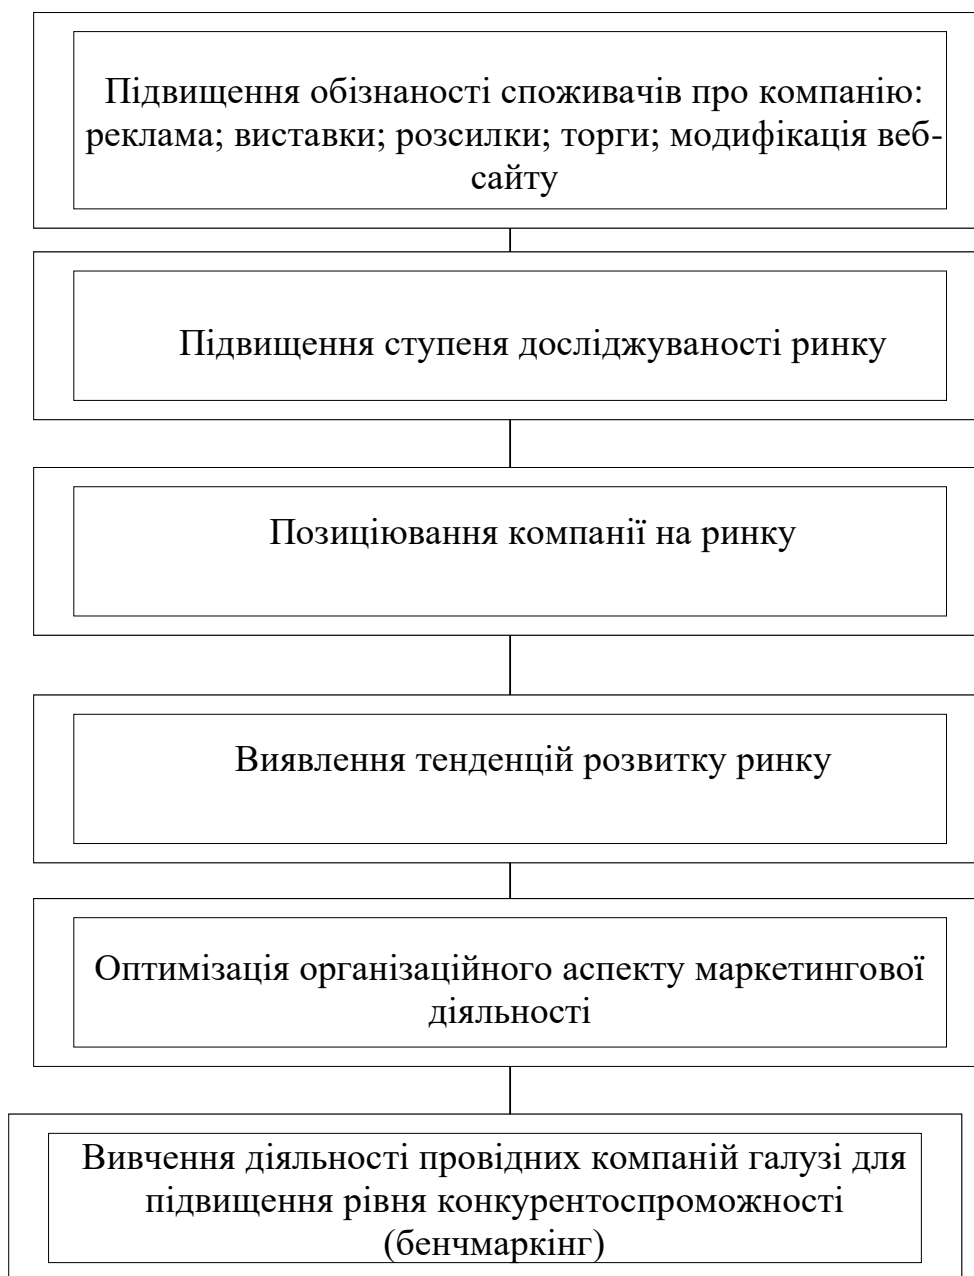 Підвищення обізнаності споживачів про компанію:
реклама; виставки; розсилки; торги; модифікація веб-
сайту
Підвищення ступеня досліджуваності ринку
Позиціювання компанії на ринку
Виявлення тенденцій розвитку ринку
Оптимізація організаційного аспекту маркетингової
діяльності
Вивчення діяльності провідних компаній галузі для
підвищення рівня конкурентоспроможності
(бенчмаркінг)